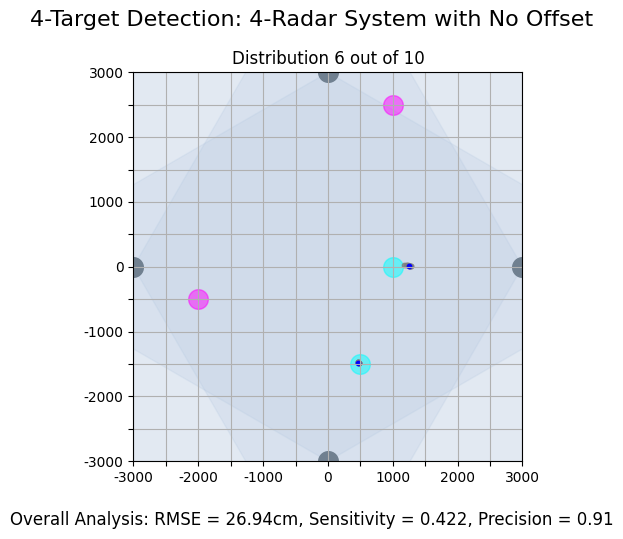 4-Target Detection: 4-Radar System with No Offset
Distribution 6 out of 10
3000
2000
1000
0
-1000
-2000
-3000
-3000 -2000 -1000 0 1000 2000 3000
Overall Analysis: RMSE = 26.94cm, Sensitivity = 0.422, Precision = 0.91